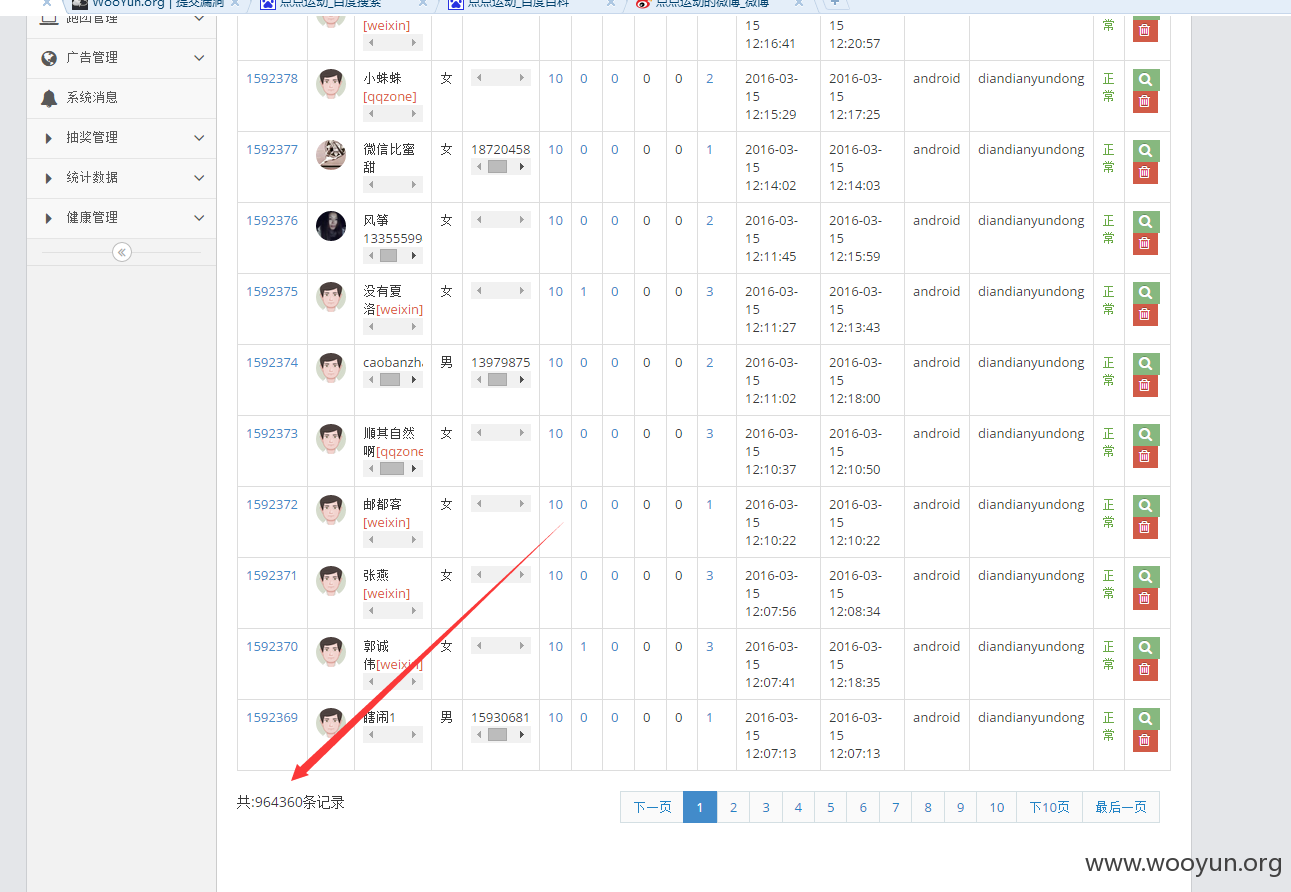 WooYun.org | 提交漏洞
点点运动_百度搜索
点点运动_百度百科
点点运动的微博_微博
跑团管理
广告管理
系统消息
抽奖管理
统计数据
健康管理
[weixin] 15 12:16:41 15 12:20:57 常
1592378 小蛛蛛 [qqzone] 女 10 0 0 0 0 2 2016-03-15 12:15:29 2016-03-15 12:17:25 android diandianyundong 正常
1592377 微信比蜜甜 女 18720458 10 0 0 0 0 1 2016-03-15 12:14:02 2016-03-15 12:14:03 android diandianyundong 正常
1592376 风筝 13355599 女 10 0 0 0 0 2 2016-03-15 12:11:45 2016-03-15 12:15:59 android diandianyundong 正常
1592375 没有夏洛[weixin] 女 10 1 0 0 0 3 2016-03-15 12:11:27 2016-03-15 12:13:43 android diandianyundong 正常
1592374 caobanzha 男 13979875 10 0 0 0 0 2 2016-03-15 12:11:02 2016-03-15 12:18:00 android diandianyundong 正常
1592373 順其自然啊[qqzone 女 10 0 0 0 0 3 2016-03-15 12:10:37 2016-03-15 12:10:50 android diandianyundong 正常
1592372 邮都客 [weixin] 女 10 0 0 0 0 1 2016-03-15 12:10:22 2016-03-15 12:10:22 android diandianyundong 正常
1592371 张燕 [weixin] 女 10 0 0 0 0 3 2016-03-15 12:07:56 2016-03-15 12:08:34 android diandianyundong 正常
1592370 郭诚伟[weixin] 女 10 1 0 0 0 3 2016-03-15 12:07:41 2016-03-15 12:18:35 android diandianyundong 正常
1592369 瞎闹1 男 15930681 10 0 0 0 0 1 2016-03-15 12:07:13 2016-03-15 12:07:13 android diandianyundong 正常
共:964360条记录
下一页 1 2 3 4 5 6 7 8 9 10 下10页 最后一页
www.wooyun.org